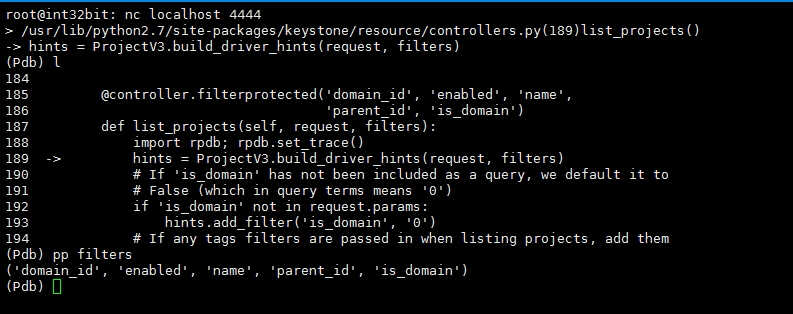 root@int32bit: nc localhost 4444
> /usr/lib/python2.7/site-packages/keystone/resource/controllers.py(189)list_projects()
-> hints = ProjectV3.build_driver_hints(request, filters)
(Pdb) l
184
185         @controller.filterprotected('domain_id', 'enabled', 'name',
186                                     'parent_id', 'is_domain')
187         def list_projects(self, request, filters):
188             import rpdb; rpdb.set_trace()
189  ->         hints = ProjectV3.build_driver_hints(request, filters)
190             # If 'is_domain' has not been included as a query, we default it to
191             # False (which in query terms means '0')
192             if 'is_domain' not in request.params:
193                 hints.add_filter('is_domain', '0')
194             # If any tags filters are passed in when listing projects, add them
(Pdb) pp filters
('domain_id', 'enabled', 'name', 'parent_id', 'is_domain')
(Pdb)